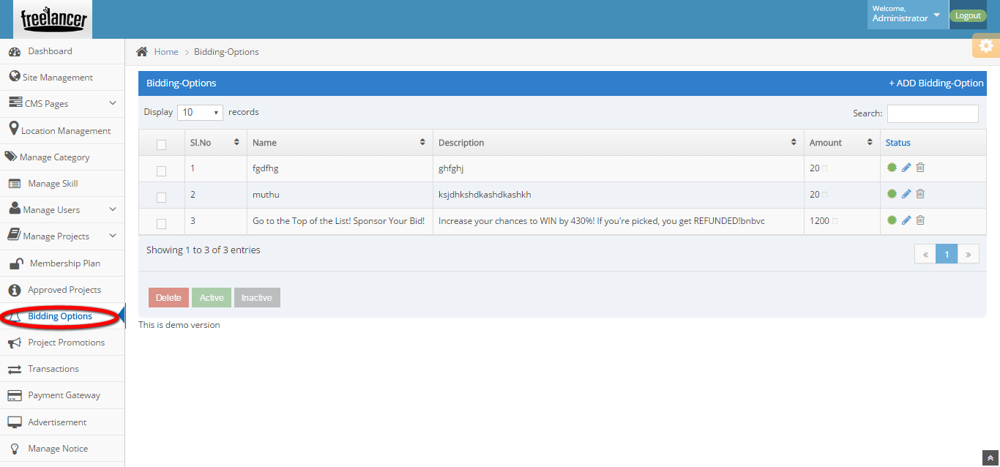 freelancer
Welcome,
Administrator
Logout
Dashboard
Site Management
CMS Pages
Location Management
Manage Category
Manage Skill
Manage Users
Manage Projects
Membership Plan
Approved Projects
Bidding Options
Project Promotions
Transactions
Payment Gateway
Advertisement
Manage Notice
Home > Bidding-Options
Bidding-Options + ADD Bidding-Option
Display 10 records Search:
Sl.No Name Description Amount Status
1 fgdfhg ghfghj 20
2 muthu ksjdhkshdkashdkashkh 20
3 Go to the Top of the List! Sponsor Your Bid! Increase your chances to WIN by 430%! If you're picked, you get REFUNDED!bnbvc 1200
Showing 1 to 3 of 3 entries « 1 »
Delete Active Inactive
This is demo version